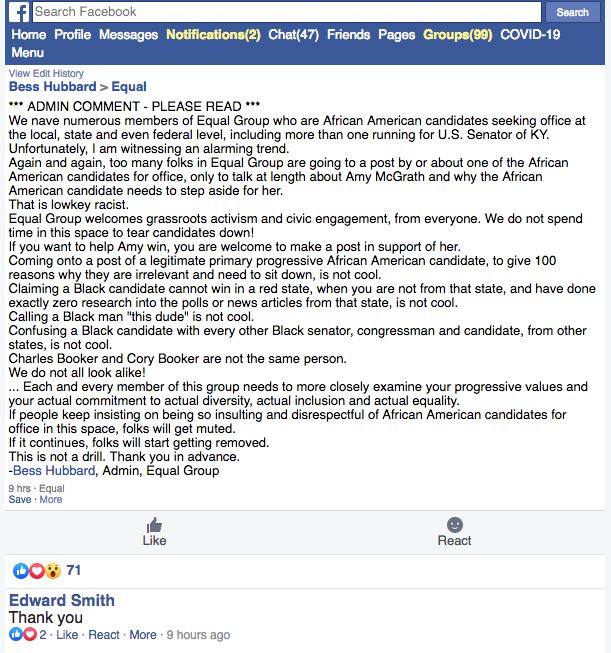 f Search Facebook Search
Home Profile Messages Notifications(2) Chat(47) Friends Pages Groups(99) COVID-19
Menu
View Edit History
Bess Hubbard > Equal
*** ADMIN COMMENT - PLEASE READ ***
We nave numerous members of Equal Group who are African American candidates seeking office at
the local, state and even federal level, including more than one running for U.S. Senator of KY.
Unfortunately, I am witnessing an alarming trend.
Again and again, too many folks in Equal Group are going to a post by or about one of the African
American candidates for office, only to talk at length about Amy McGrath and why the African
American candidate needs to step aside for her.
That is lowkey racist.
Equal Group welcomes grassroots activism and civic engagement, from everyone. We do not spend
time in this space to tear candidates down!
If you want to help Amy win, you are welcome to make a post in support of her.
Coming onto a post of a legitimate primary progressive African American candidate, to give 100
reasons why they are irrelevant and need to sit down, is not cool.
Claiming a Black candidate cannot win in a red state, when you are not from that state, and have done
exactly zero research into the polls or news articles from that state, is not cool.
Calling a Black man "this dude" is not cool.
Confusing a Black candidate with every other Black senator, congressman and candidate, from other
states, is not cool.
Charles Booker and Cory Booker are not the same person.
We do not all look alike!
... Each and every member of this group needs to more closely examine your progressive values and
your actual commitment to actual diversity, actual inclusion and actual equality.
If people keep insisting on being so insulting and disrespectful of African American candidates for
office in this space, folks will get muted.
If it continues, folks will start getting removed.
This is not a drill. Thank you in advance.
-Bess Hubbard, Admin, Equal Group
9 hrs · Equal
Save · More
Like React
71
Edward Smith
Thank you
2 · Like · React · More · 9 hours ago